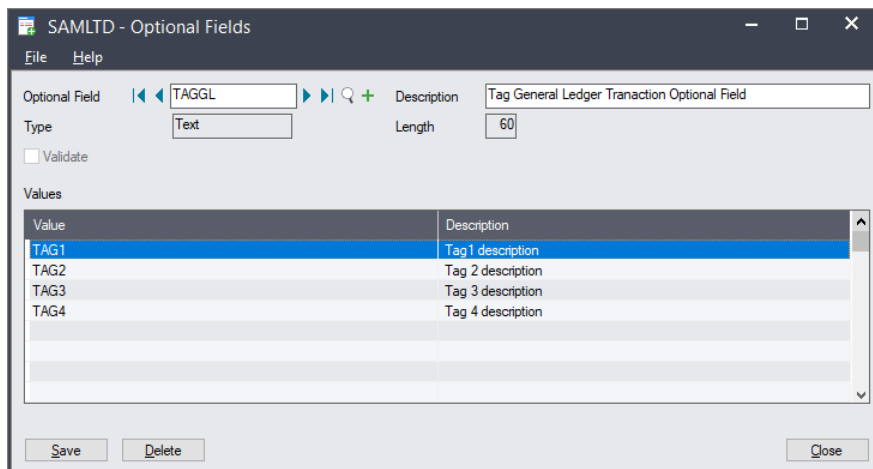 SAMLTD - Optional Fields
File Help
Optional Field TAGGL Description Tag General Ledger Tranaction Optional Field
Type Text Length 60
Validate
Values
Value Description
TAG1 Tag1 description
TAG2 Tag 2 description
TAG3 Tag 3 description
TAG4 Tag 4 description
Save Delete Close